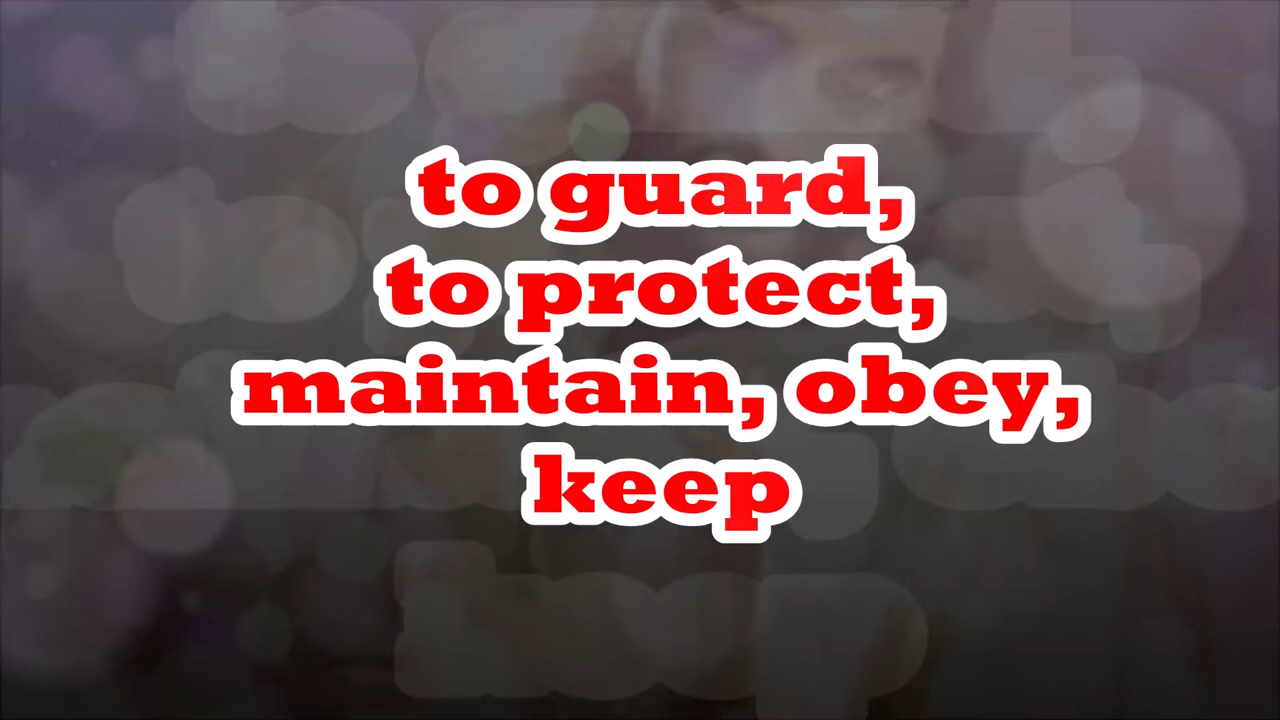 to guard,
to protect,
maintain, obey,
keep